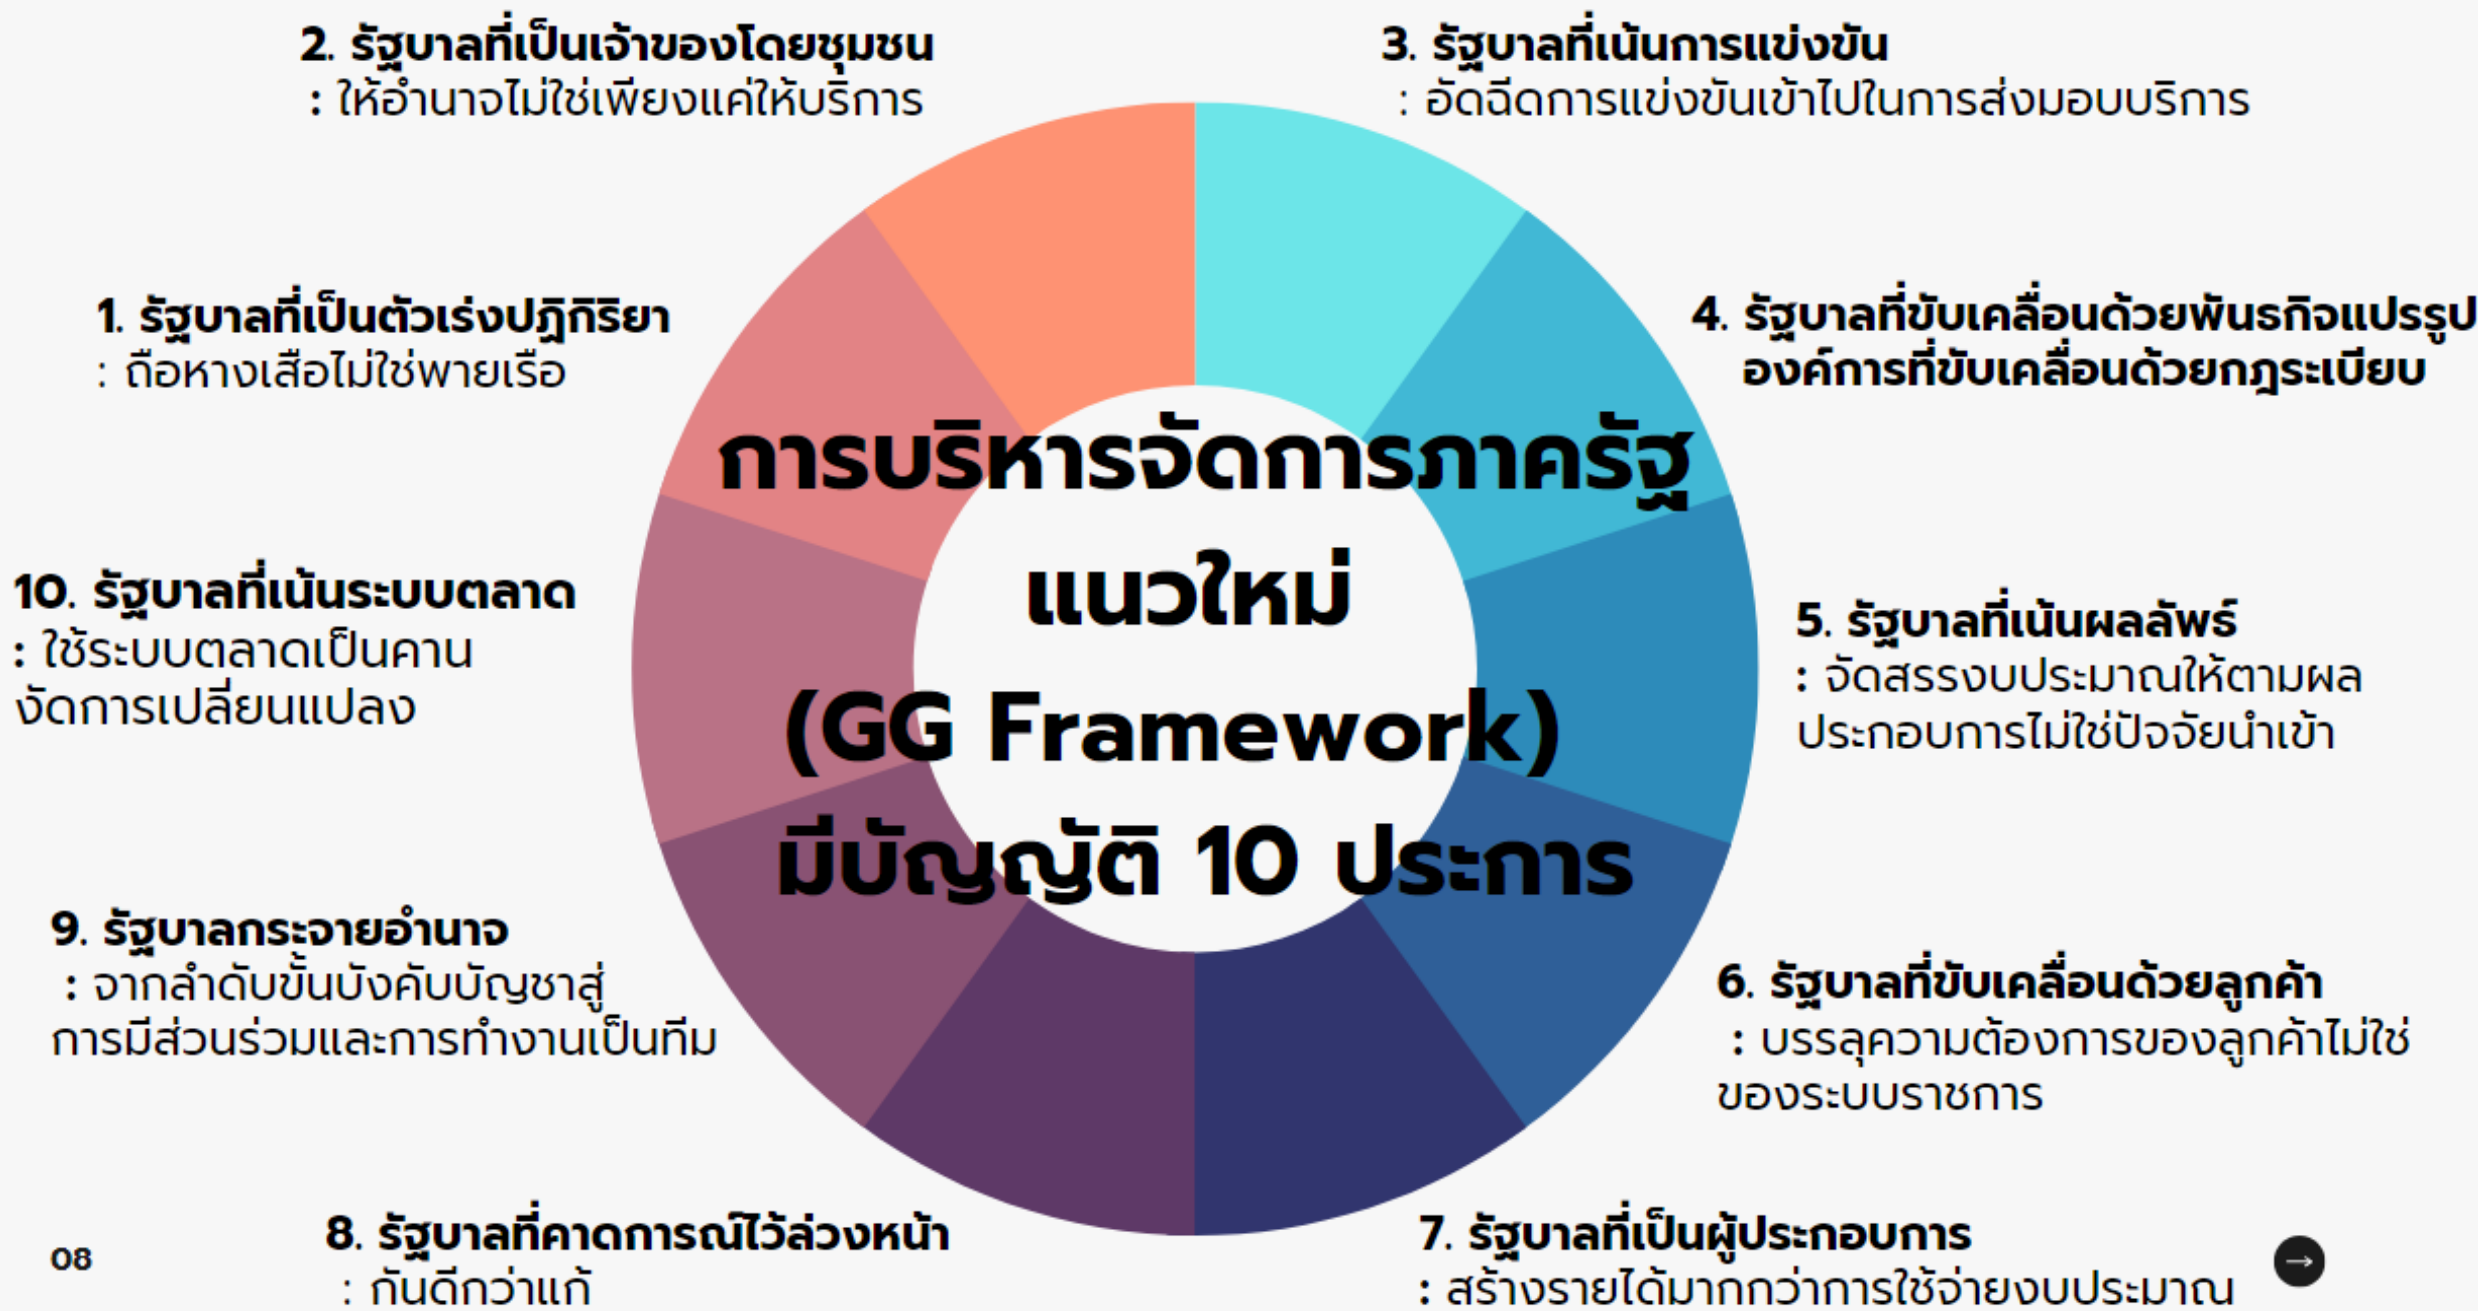 2. รัฐบาลที่เป็นเจ้าของโดยชุมชน
: ให้อำนาจไม่ใช่เพียงแค่ให้บริการ
3. รัฐบาลที่เน้นการแข่งขัน
: อัดฉีดการแข่งขันเข้าไปในการส่งมอบบริการ
1. รัฐบาลที่เป็นตัวเร่งปฏิกิริยา
: ถือหางเสือไม่ใช่พายเรือ
4. รัฐบาลที่ขับเคลื่อนด้วยพันธกิจแปรรูป
องค์การที่ขับเคลื่อนด้วยกฎระเบียบ
การบริหารจัดการภาครัฐ
แนวใหม่
(GG Framework)
มีบัญญัติ 10 ประการ
10. รัฐบาลที่เน้นระบบตลาด
: ใช้ระบบตลาดเป็นคาน
งัดการเปลี่ยนแปลง
5. รัฐบาลที่เน้นผลลัพธ์
: จัดสรรงบประมาณให้ตามผล
ประกอบการไม่ใช่ปัจจัยนำเข้า
9. รัฐบาลกระจายอำนาจ
: จากลำดับขั้นบังคับบัญชาสู่
การมีส่วนร่วมและการทำงานเป็นทีม
6. รัฐบาลที่ขับเคลื่อนด้วยลูกค้า
: บรรลุความต้องการของลูกค้าไม่ใช่
ของระบบราชการ
8. รัฐบาลที่คาดการณ์ไว้ล่วงหน้า
: กันดีกว่าแก้
7. รัฐบาลที่เป็นผู้ประกอบการ
: สร้างรายได้มากกว่าการใช้จ่ายงบประมาณ
08